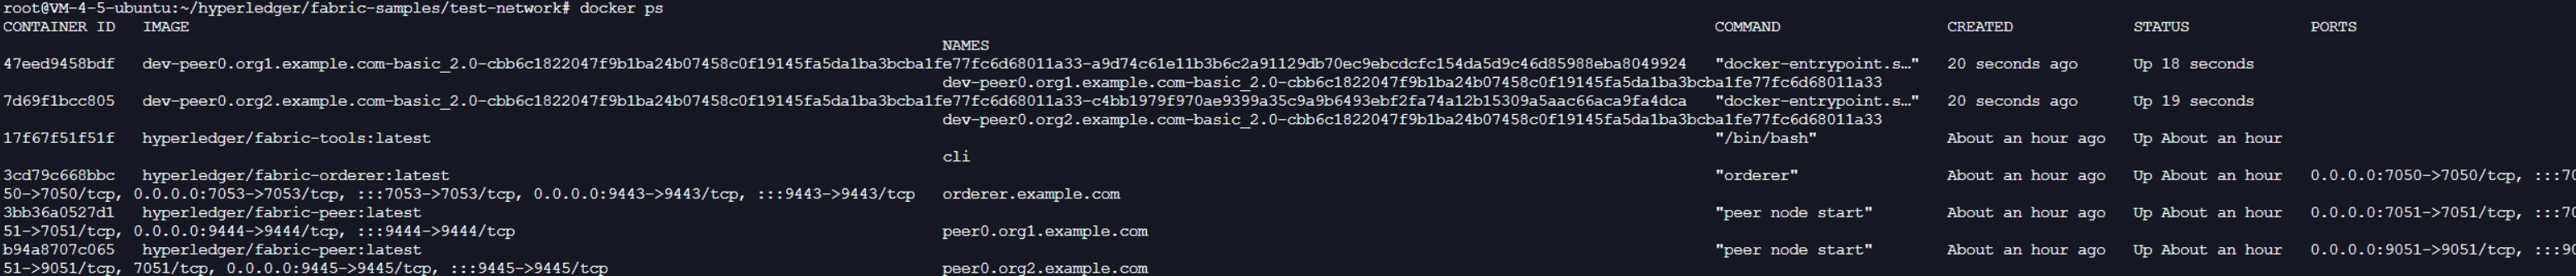 root@VM-4-5-ubuntu:~/hyperledger/fabric-samples/test-network# docker ps
CONTAINER ID   IMAGE   COMMAND   CREATED   STATUS   PORTS
NAMES
47eed9458bdf   dev-peer0.org1.example.com-basic_2.0-cbb6c1822047f9b1ba24b07458c0f19145fa5da1ba3bcba1fe77fc6d68011a33-a9d74c61e11b3b6c2a91129db70ec9ebcdcfc154da5d9c46d85988eba8049924   "docker-entrypoint.s…"   20 seconds ago   Up 18 seconds
dev-peer0.org1.example.com-basic_2.0-cbb6c1822047f9b1ba24b07458c0f19145fa5da1ba3bcba1fe77fc6d68011a33
7d69f1bcc805   dev-peer0.org2.example.com-basic_2.0-cbb6c1822047f9b1ba24b07458c0f19145fa5da1ba3bcba1fe77fc6d68011a33-c4bb1979f970ae9399a35c9a9b6493ebf2fa74a12b15309a5aac66aca9fa4dca   "docker-entrypoint.s…"   20 seconds ago   Up 19 seconds
dev-peer0.org2.example.com-basic_2.0-cbb6c1822047f9b1ba24b07458c0f19145fa5da1ba3bcba1fe77fc6d68011a33
17f67f51f51f   hyperledger/fabric-tools:latest   "/bin/bash"   About an hour ago   Up About an hour
cli
3cd79c668bbc   hyperledger/fabric-orderer:latest   "orderer"   About an hour ago   Up About an hour   0.0.0.0:7050->7050/tcp, :::70
50->7050/tcp, 0.0.0.0:7053->7053/tcp, :::7053->7053/tcp, 0.0.0.0:9443->9443/tcp, :::9443->9443/tcp   orderer.example.com
3bb36a0527d1   hyperledger/fabric-peer:latest   "peer node start"   About an hour ago   Up About an hour   0.0.0.0:7051->7051/tcp, :::70
51->7051/tcp, 0.0.0.0:9444->9444/tcp, :::9444->9444/tcp   peer0.org1.example.com
b94a8707c065   hyperledger/fabric-peer:latest   "peer node start"   About an hour ago   Up About an hour   0.0.0.0:9051->9051/tcp, :::90
51->9051/tcp, 7051/tcp, 0.0.0.0:9445->9445/tcp, :::9445->9445/tcp   peer0.org2.example.com